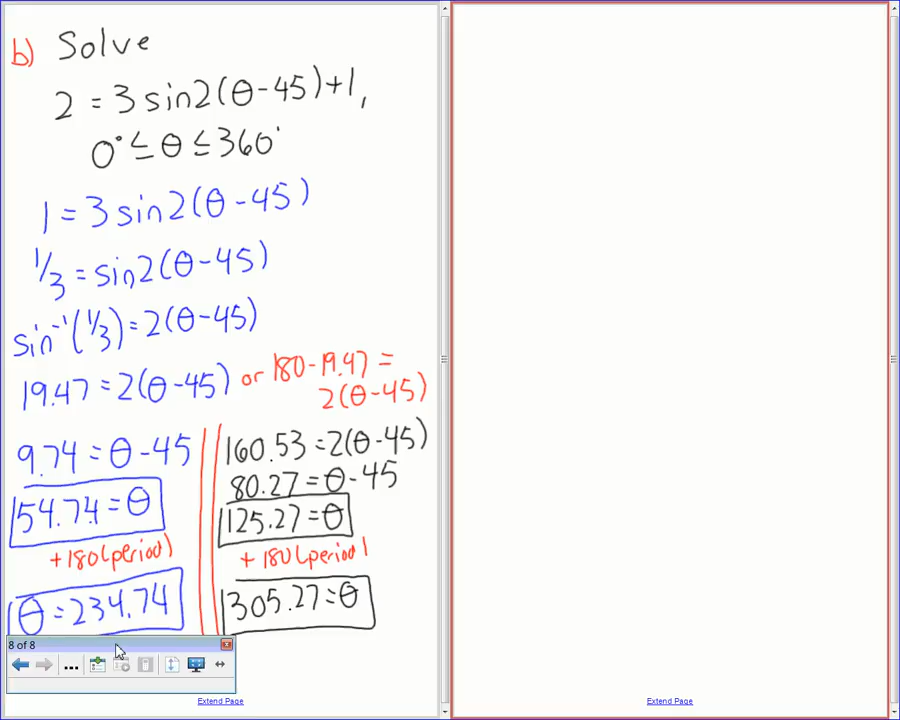 b) Solve
2 = 3 sin2(θ-45)+1,
0° ≤ θ ≤ 360°
1 = 3 sin2(θ-45)
1/3 = sin2(θ-45)
sin⁻¹(1/3) = 2(θ-45)
19.47 = 2(θ-45) or 180-19.47 =
2(θ-45)
9.74 = θ-45
54.74 = θ
+180 (period)
θ = 234.74
160.53 = 2(θ-45)
80.27 = θ-45
125.27 = θ
+ 180 (period)
305.27 = θ
8 of 8
...
Extend Page
Extend Page